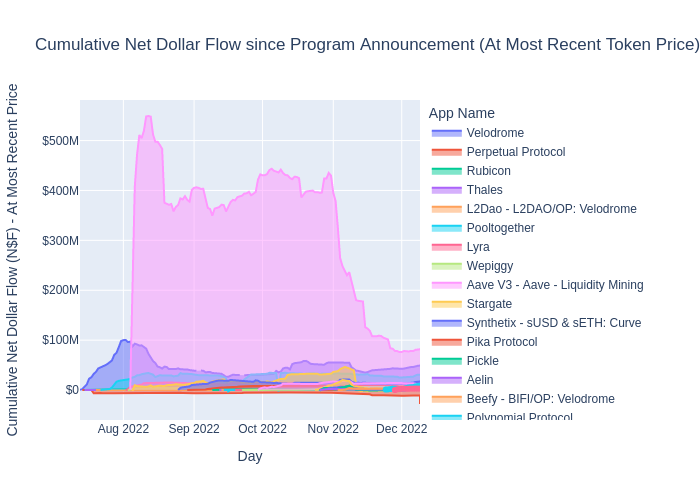 Cumulative Net Dollar Flow since Program Announcement (At Most Recent Token Price)
Cumulative Net Dollar Flow (N$F) - At Most Recent Price
$500M
$400M
$300M
$200M
$100M
$0
Aug 2022
Sep 2022
Oct 2022
Nov 2022
Dec 2022
Day
App Name
Velodrome
Perpetual Protocol
Rubicon
Thales
L2Dao - L2DAO/OP: Velodrome
Pooltogether
Lyra
Wepiggy
Aave V3 - Aave - Liquidity Mining
Stargate
Synthetix - sUSD & sETH: Curve
Pika Protocol
Pickle
Aelin
Beefy - BIFI/OP: Velodrome
Polynomial Protocol